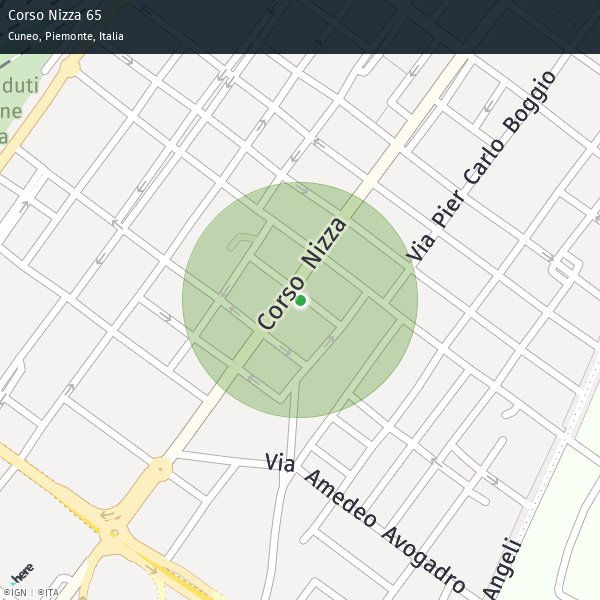 Corso Nizza 65
Cuneo, Piemonte, Italia
duti
ne
a
Via Pier Carlo Boggio
Corso Nizza
Via Amedeo Avogadro
Angeli
here
©IGN | ©ITA